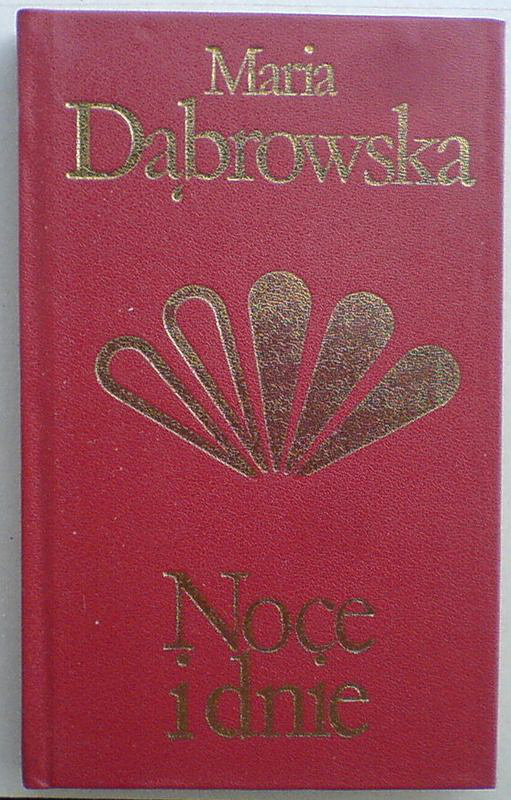 Maria
Dąbrowska
Noce
i dnie